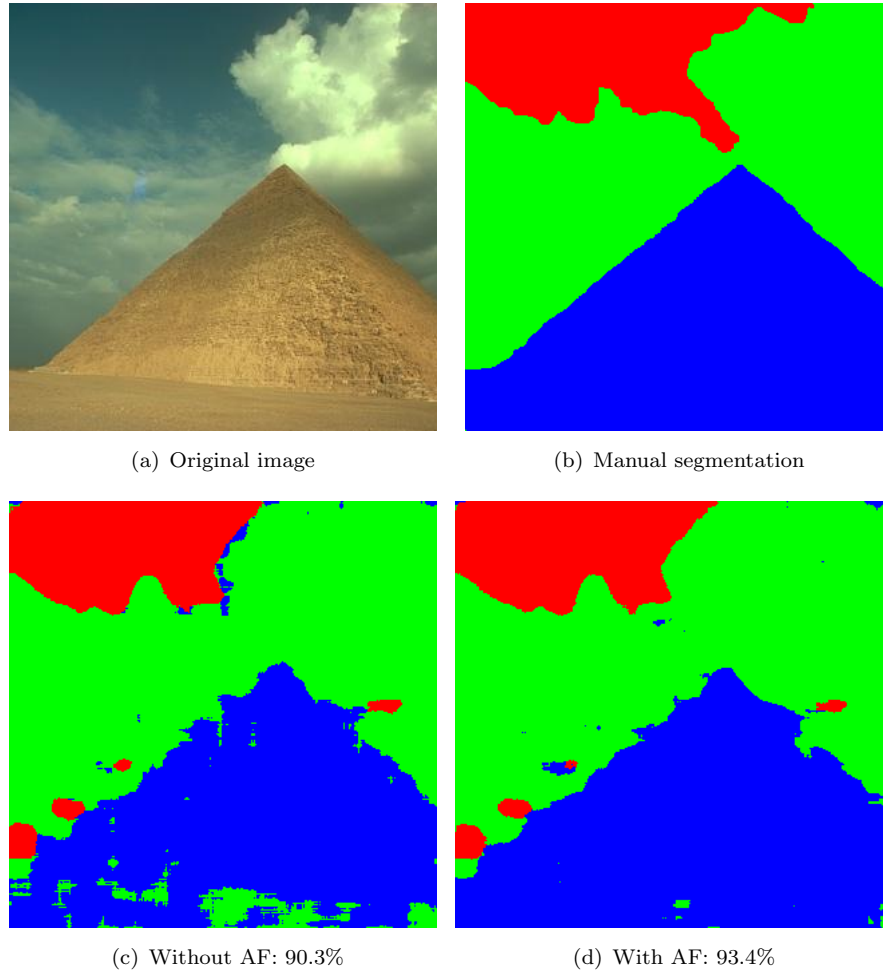 (a) Original image
(b) Manual segmentation
(c) Without AF: 90.3%
(d) With AF: 93.4%